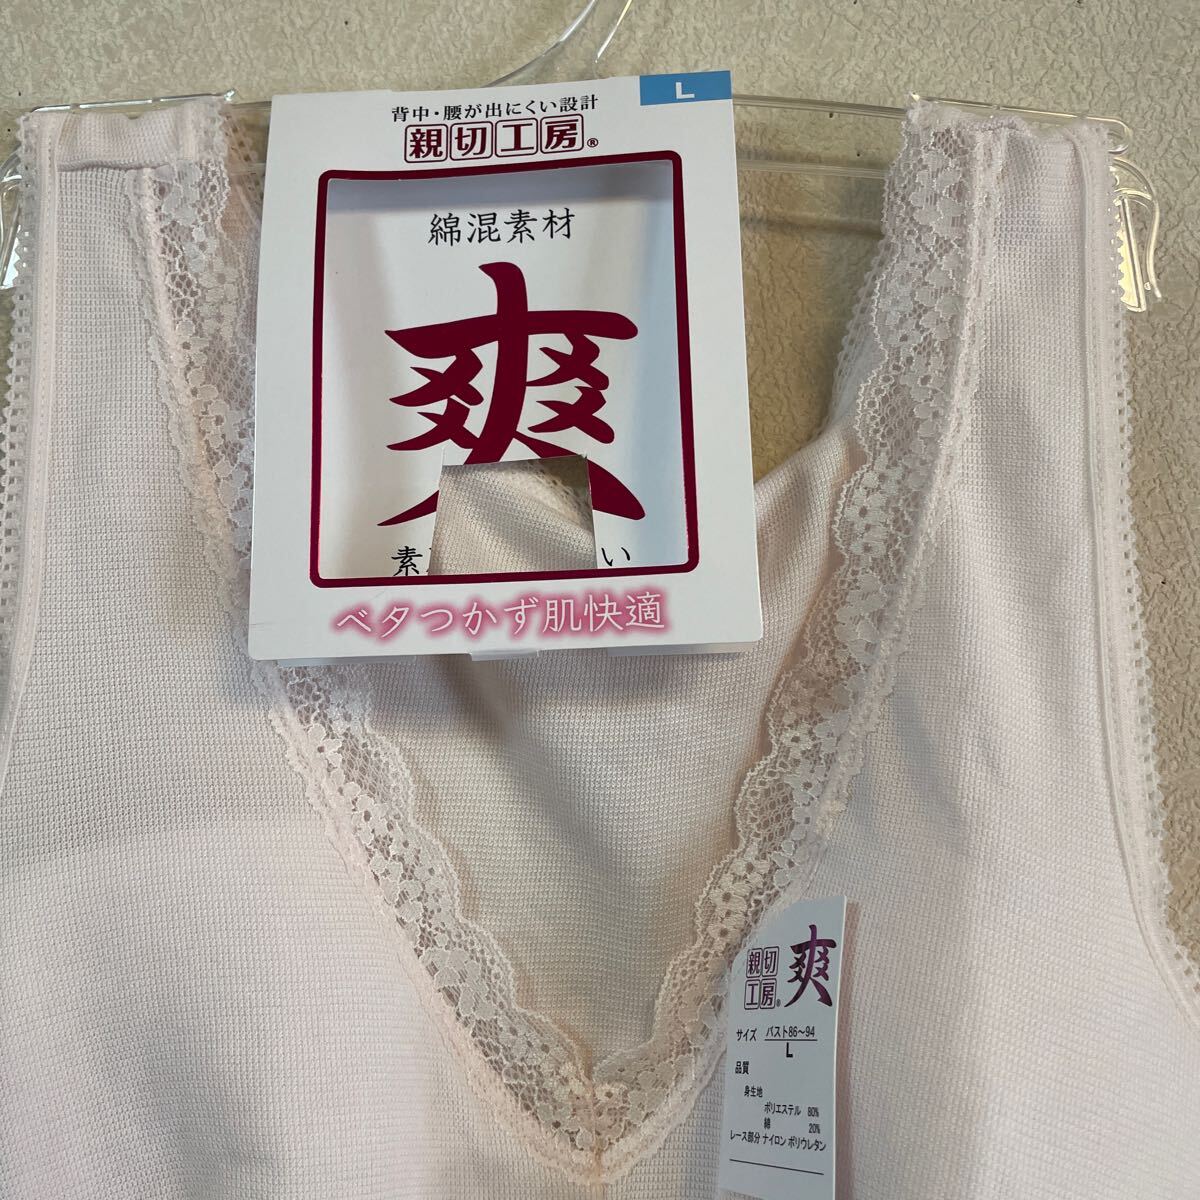 L
背中・腰が出にくい設計
親切工房®
綿混素材
爽
素
い
ベタつかず肌快適
親切
工房®
爽
サイズ バスト86～94
L
品質
身生地
ポリエステル 80%
綿 20%
レース部分 ナイロン ポリウレタン